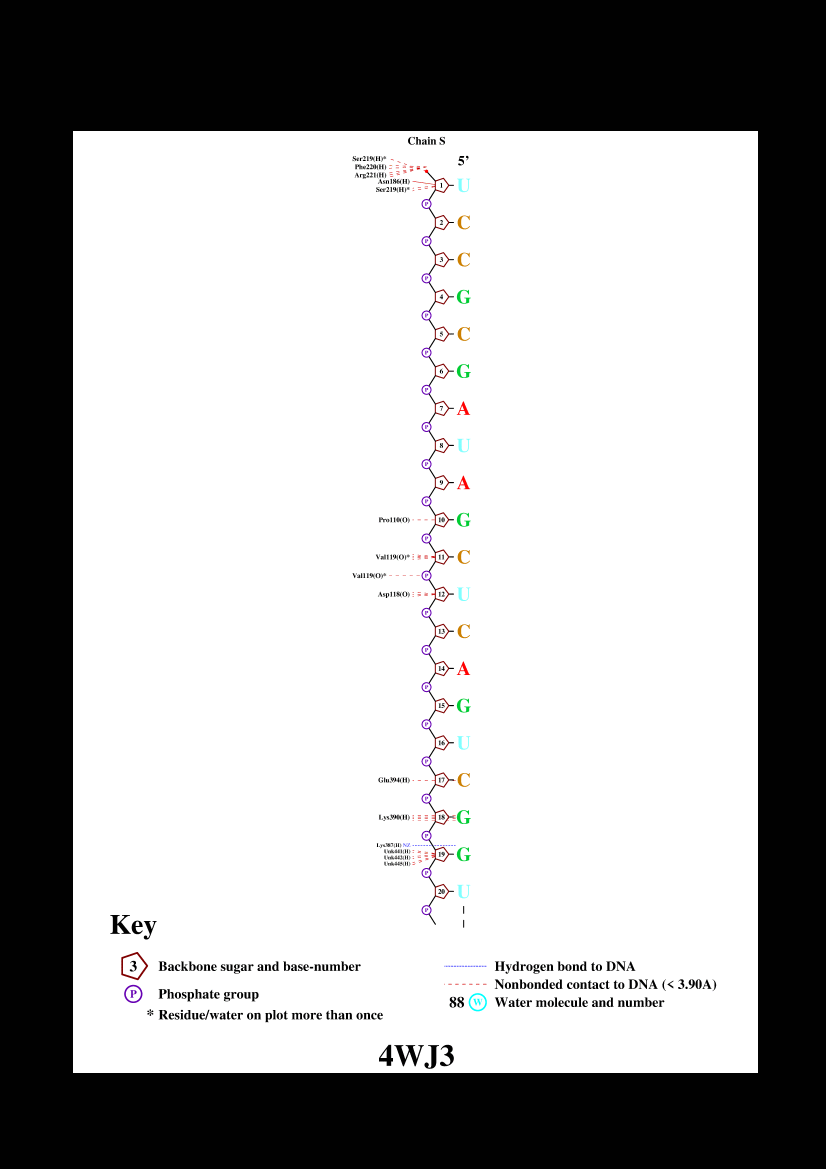 Chain S
5’
Ser219(H)*
Phe220(H)
Arg221(H)
Asn186(H)
Ser219(H)*
1 U
P
2 C
P
3 C
P
4 G
P
5 C
P
6 G
P
7 A
P
8 U
P
9 A
P
Pro110(O) 10 G
P
Val119(O)* 11 C
Val119(O)* P
Asp118(O) 12 U
P
13 C
P
14 A
P
15 G
P
16 U
P
Glu394(H) 17 C
P
Lys390(H) 18 G
P
Lys387(H) NZ
Unk441(H)
Unk442(H)
Unk445(H)
19 G
P
20 U
P
Key
3 Backbone sugar and base-number
P Phosphate group
* Residue/water on plot more than once
Hydrogen bond to DNA
Nonbonded contact to DNA (< 3.90A)
88 W Water molecule and number
4WJ3